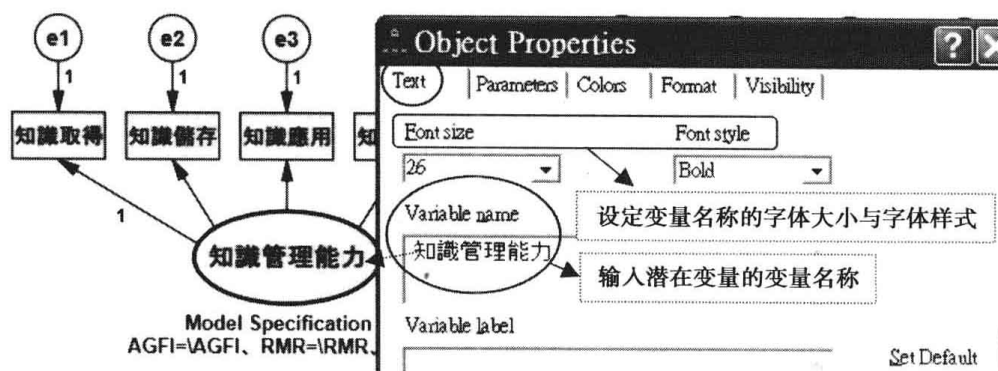 e1
e2
e3
1
1
1
知識取得
知識儲存
知識應用
知
1
知識管理能力
Model Specification
AGFI=\AGFI、RMR=\RMR、
Object Properties
?
X
Text
Parameters
Colors
Format
Visibility
Font size
Font style
26
Bold
设定变量名称的字体大小与字体样式
Variable name
知識管理能力
输入潜在变量的变量名称
Variable label
Set Default